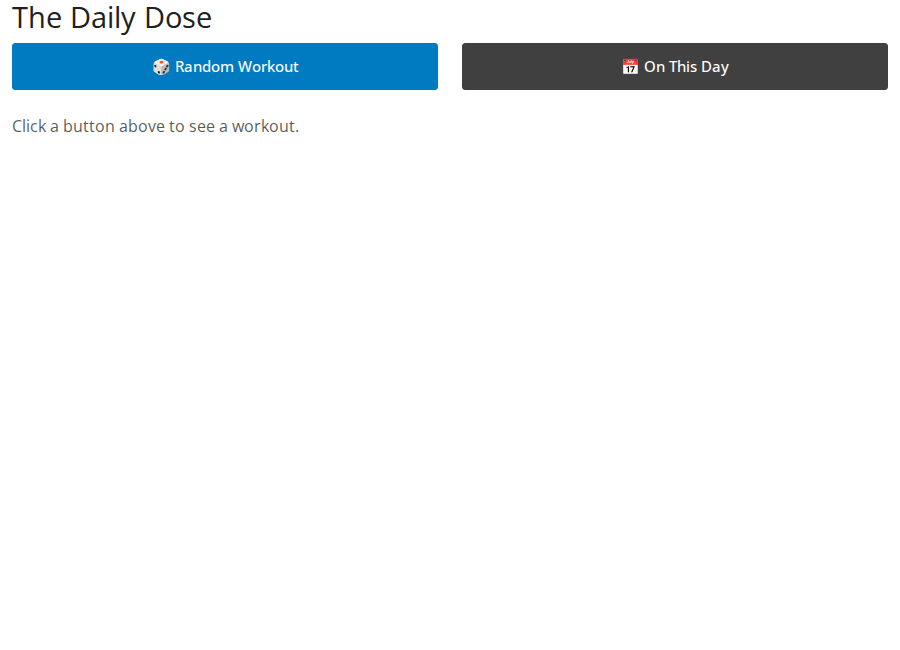 The Daily Dose
🎲 Random Workout
📅 On This Day
Click a button above to see a workout.